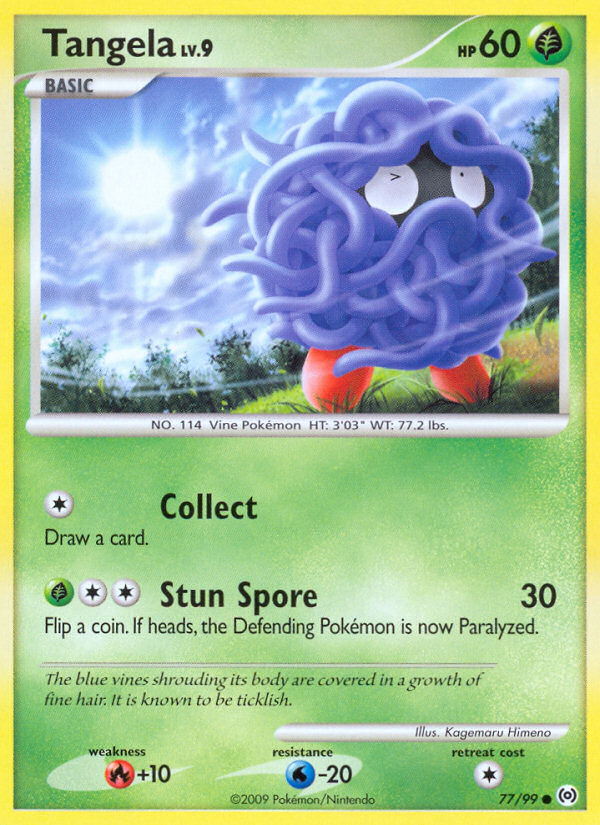 Tangela LV.9
HP 60
BASIC
NO. 114 Vine Pokémon HT: 3'03" WT: 77.2 lbs.
Collect
Draw a card.
Stun Spore 30
Flip a coin. If heads, the Defending Pokémon is now Paralyzed.
The blue vines shrouding its body are covered in a growth of
fine hair. It is known to be ticklish.
Illus. Kagemaru Himeno
weakness resistance retreat cost
+10 -20
©2009 Pokémon/Nintendo 77/99